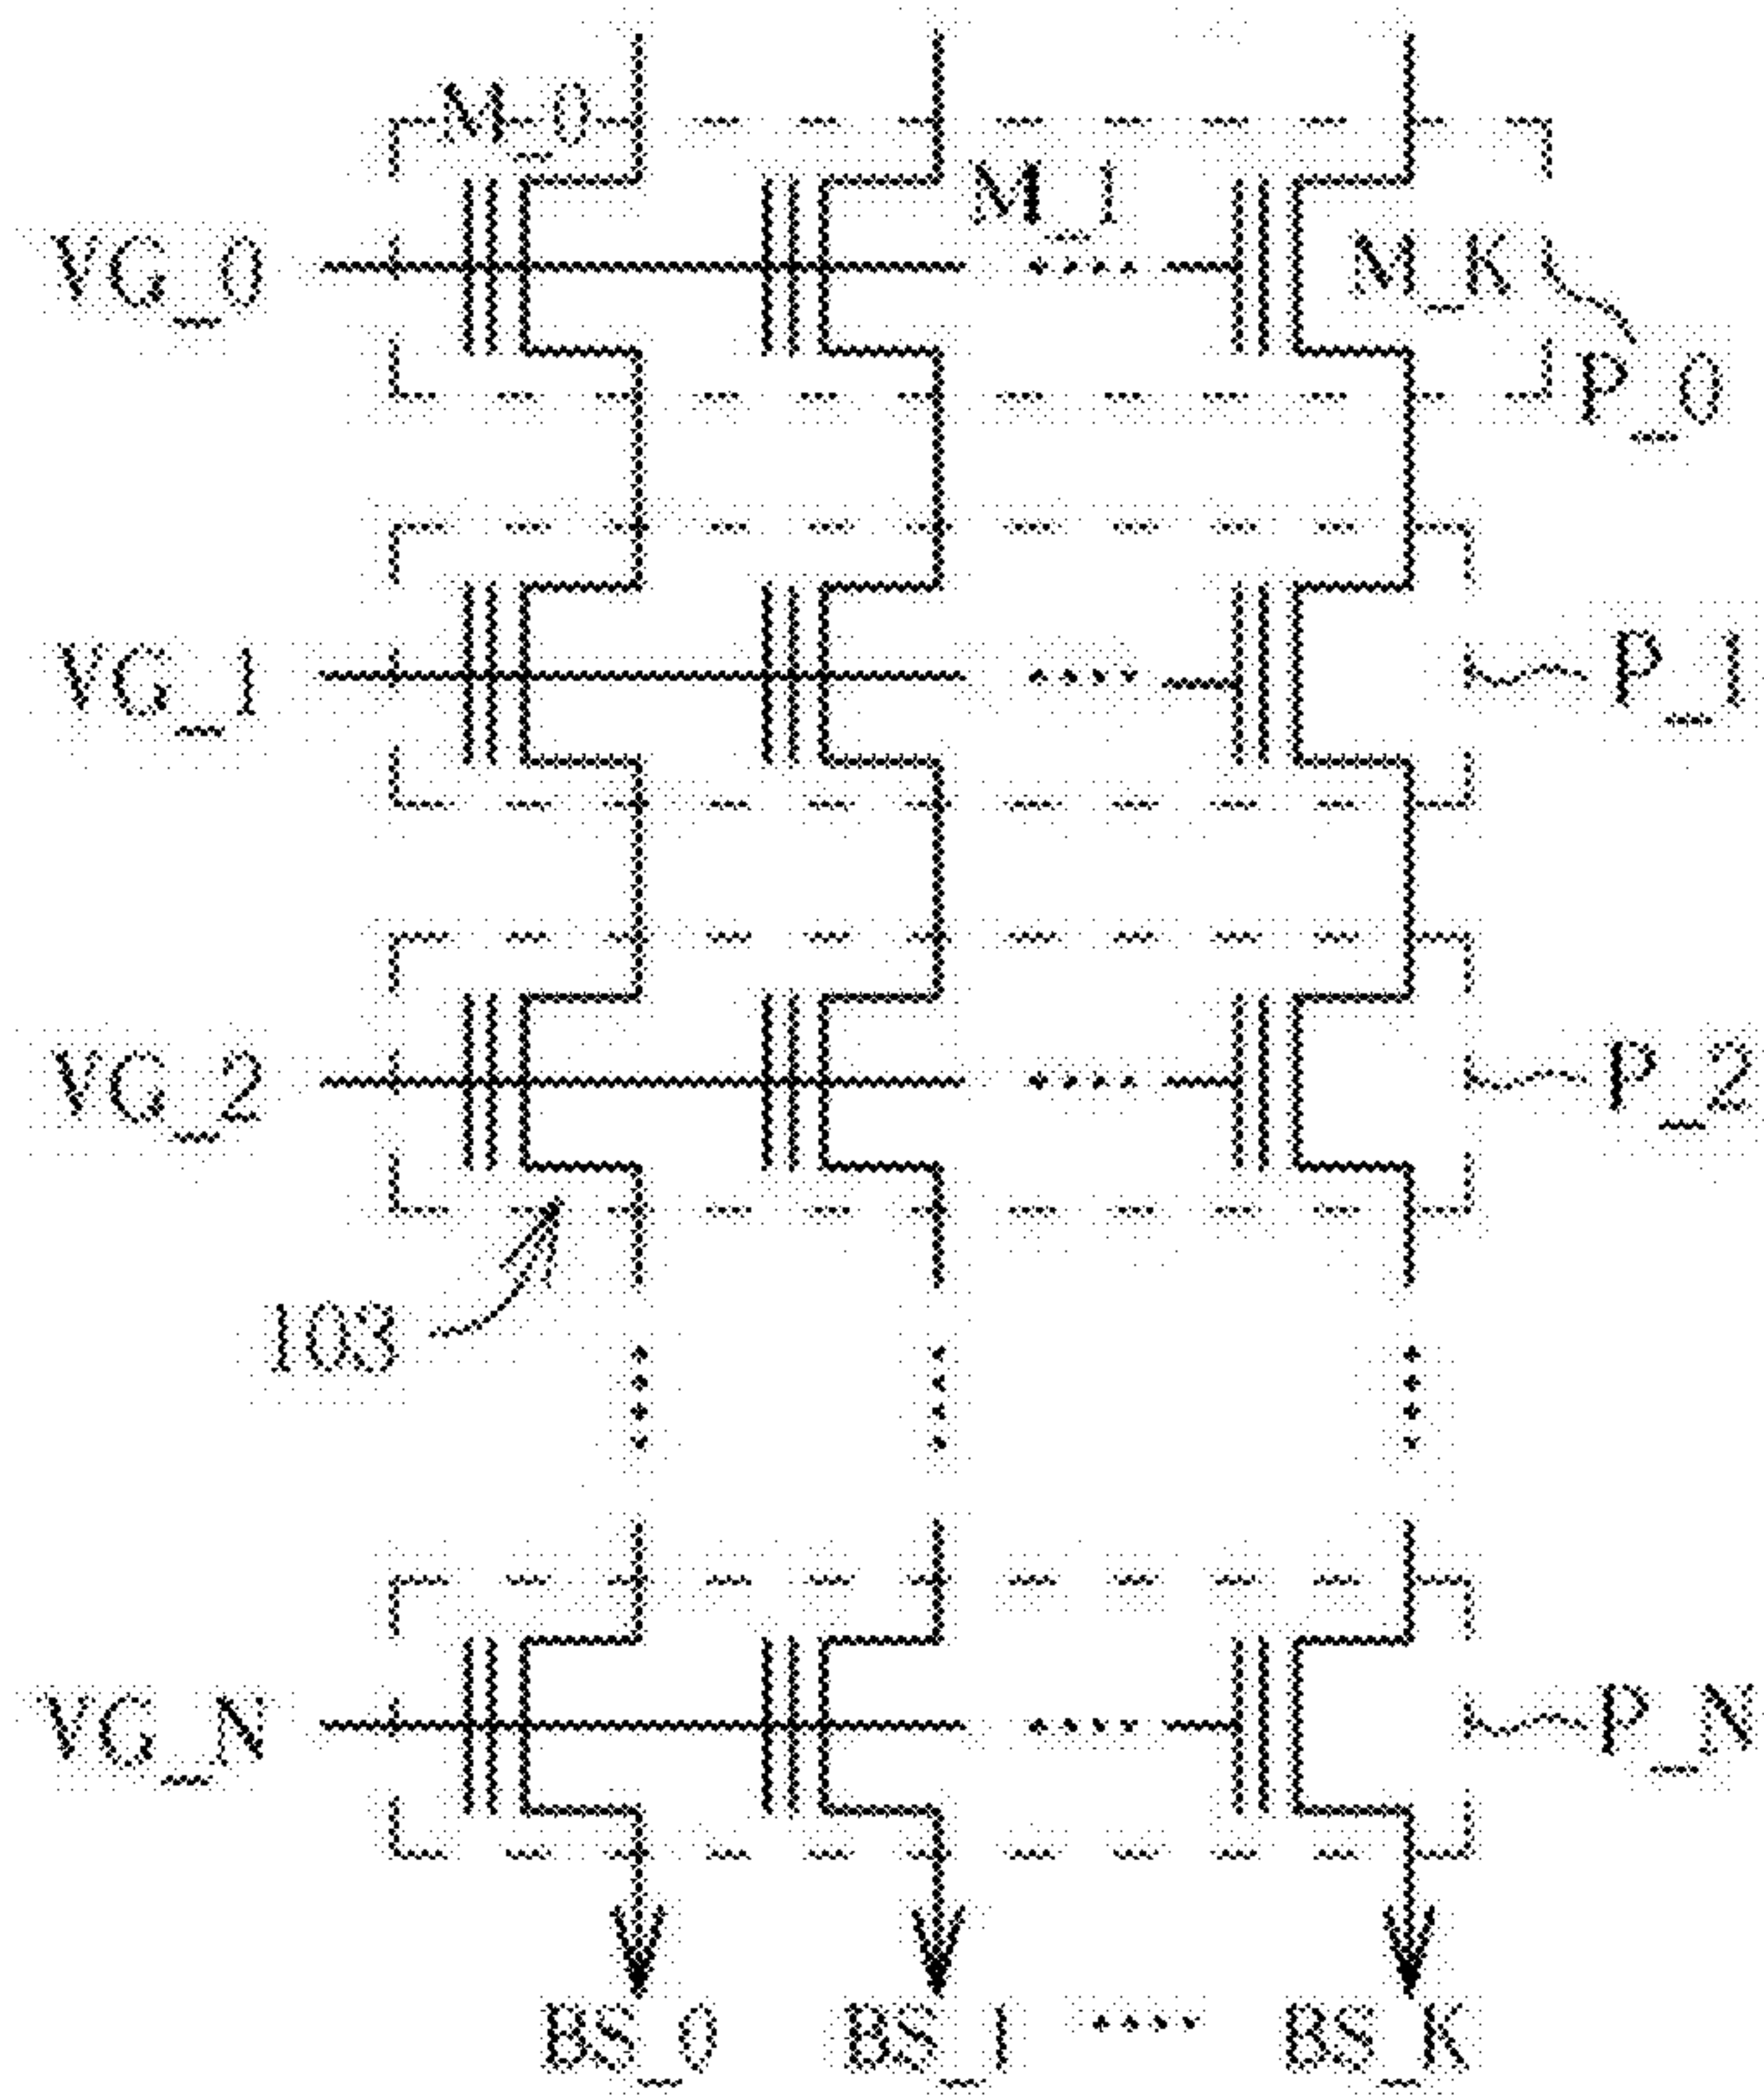 M_0
M_1
VG_0
M_K
P_0
VG_1
P_1
VG_2
P_2
103
VG_N
P_N
BS_0 BS_1 .... BS_K